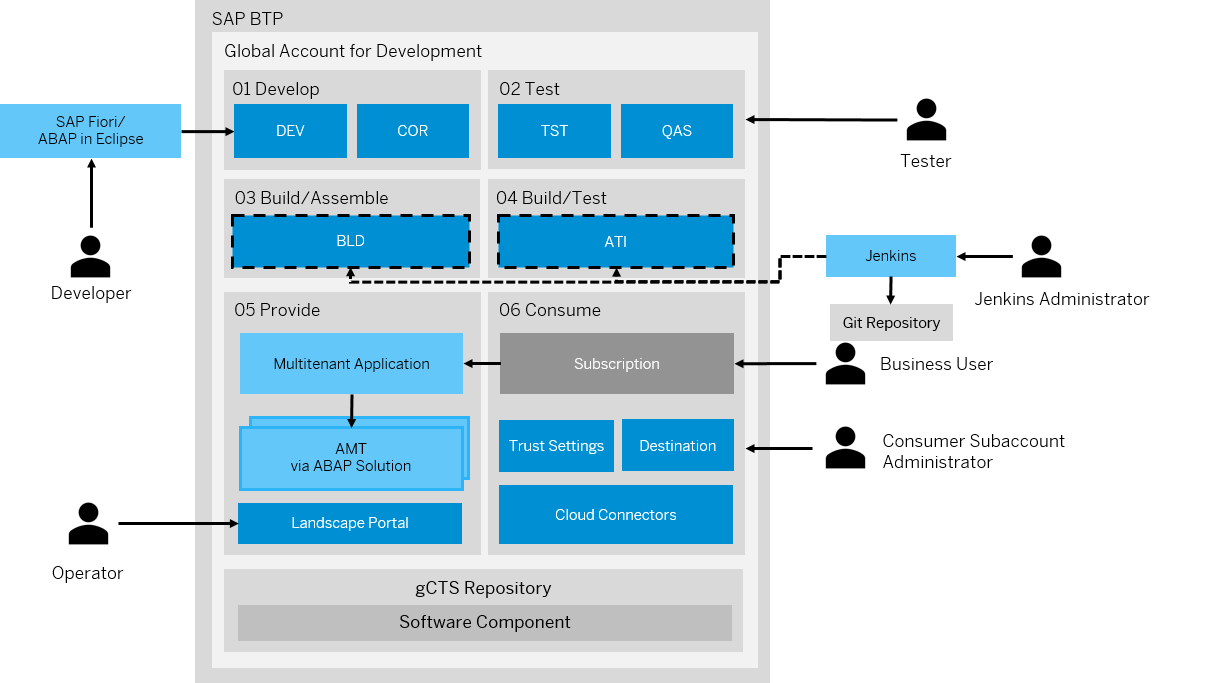 SAP BTP
Global Account for Development
01 Develop
02 Test
SAP Fiori/
ABAP in Eclipse
DEV
COR
TST
QAS
Tester
Developer
03 Build/Assemble
04 Build/Test
BLD
ATI
Jenkins
Jenkins Administrator
Git Repository
05 Provide
06 Consume
Multitenant Application
Subscription
Business User
AMT
via ABAP Solution
Trust Settings
Destination
Consumer Subaccount
Administrator
Landscape Portal
Cloud Connectors
Operator
gCTS Repository
Software Component